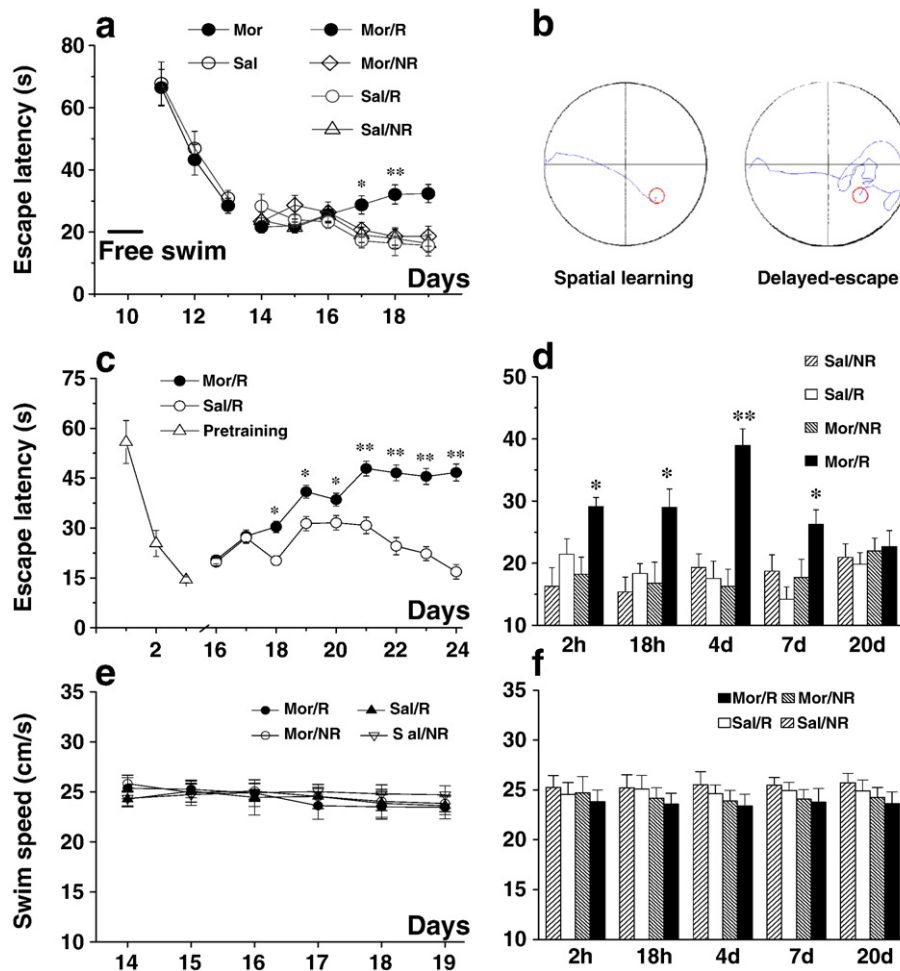 a
Mor
Sal
Mor/R
Mor/NR
Sal/R
Sal/NR
Escape latency (s)
80
60
40
20
0
* **
Free swim
Days
10 12 14 16 18
b
Spatial learning
Delayed-escape
c
Mor/R
Sal/R
Pretraining
Escape latency (s)
75
60
45
30
15
0
* * * ** ** ** **
Days
2 16 18 20 22 24
d
Sal/NR
Sal/R
Mor/NR
Mor/R
50
40
30
20
10
* * ** *
2h 18h 4d 7d 20d
e
Mor/R
Sal/R
Mor/NR
S al/NR
Swim speed (cm/s)
35
30
25
20
15
10
Days
14 15 16 17 18 19
f
Mor/R
Mor/NR
Sal/R
Sal/NR
35
30
25
20
15
10
2h 18h 4d 7d 20d